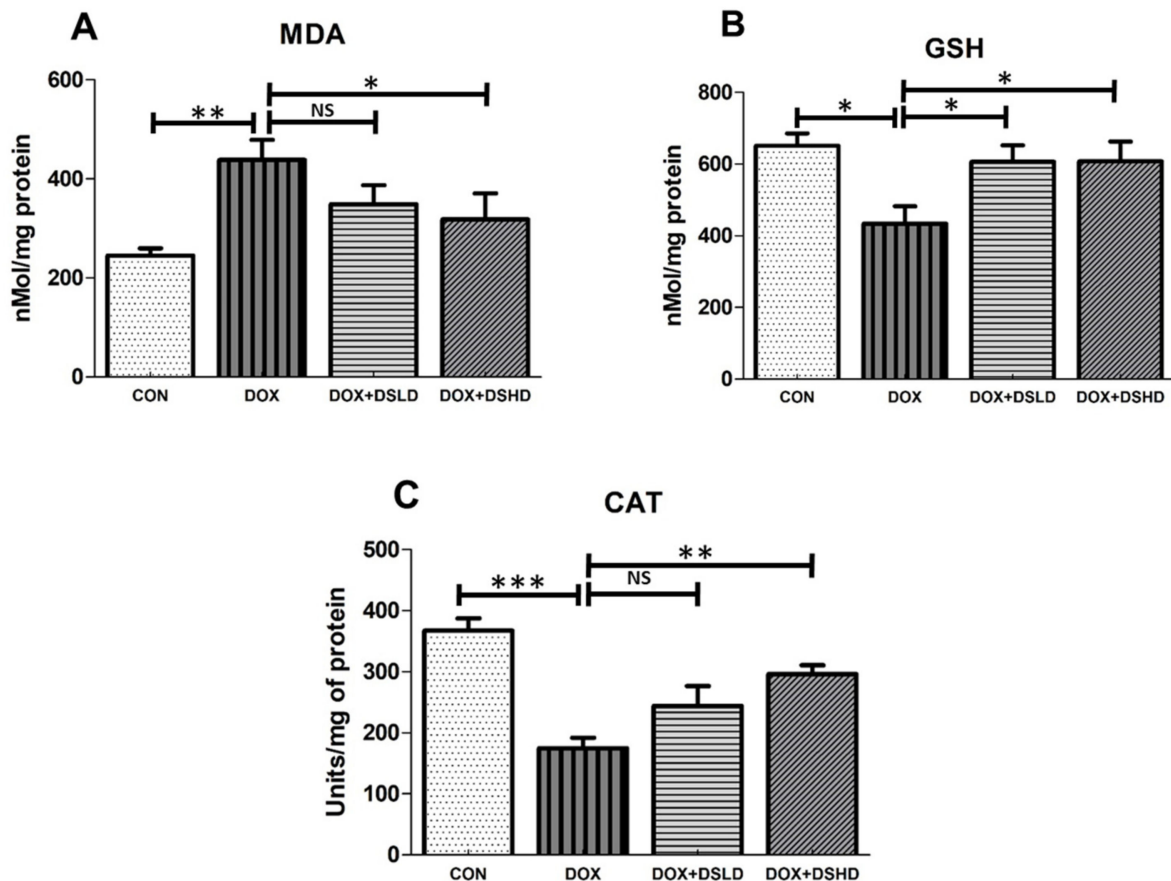 A
MDA
nMol/mg protein
600
400
200
0
**
NS
*
CON
DOX
DOX+DSLD
DOX+DSHD
B
GSH
nMol/mg protein
800
600
400
200
0
*
*
*
CON
DOX
DOX+DSLD
DOX+DSHD
C
CAT
Units/mg of protein
500
400
300
200
100
0
***
NS
**
CON
DOX
DOX+DSLD
DOX+DSHD